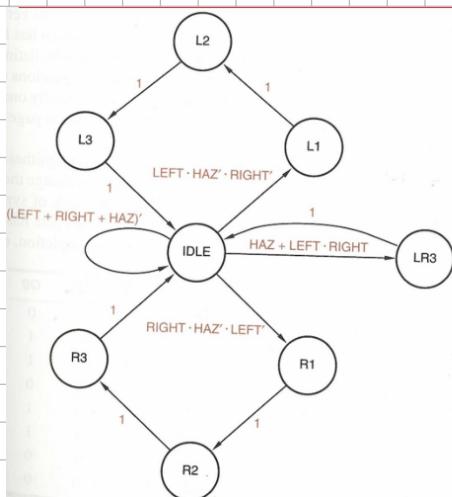 L2
1
1
L3
L1
1
LEFT · HAZ' · RIGHT'
(LEFT + RIGHT + HAZ)'
1
IDLE
HAZ + LEFT · RIGHT
LR3
1
RIGHT · HAZ' · LEFT'
R3
R1
1
1
R2